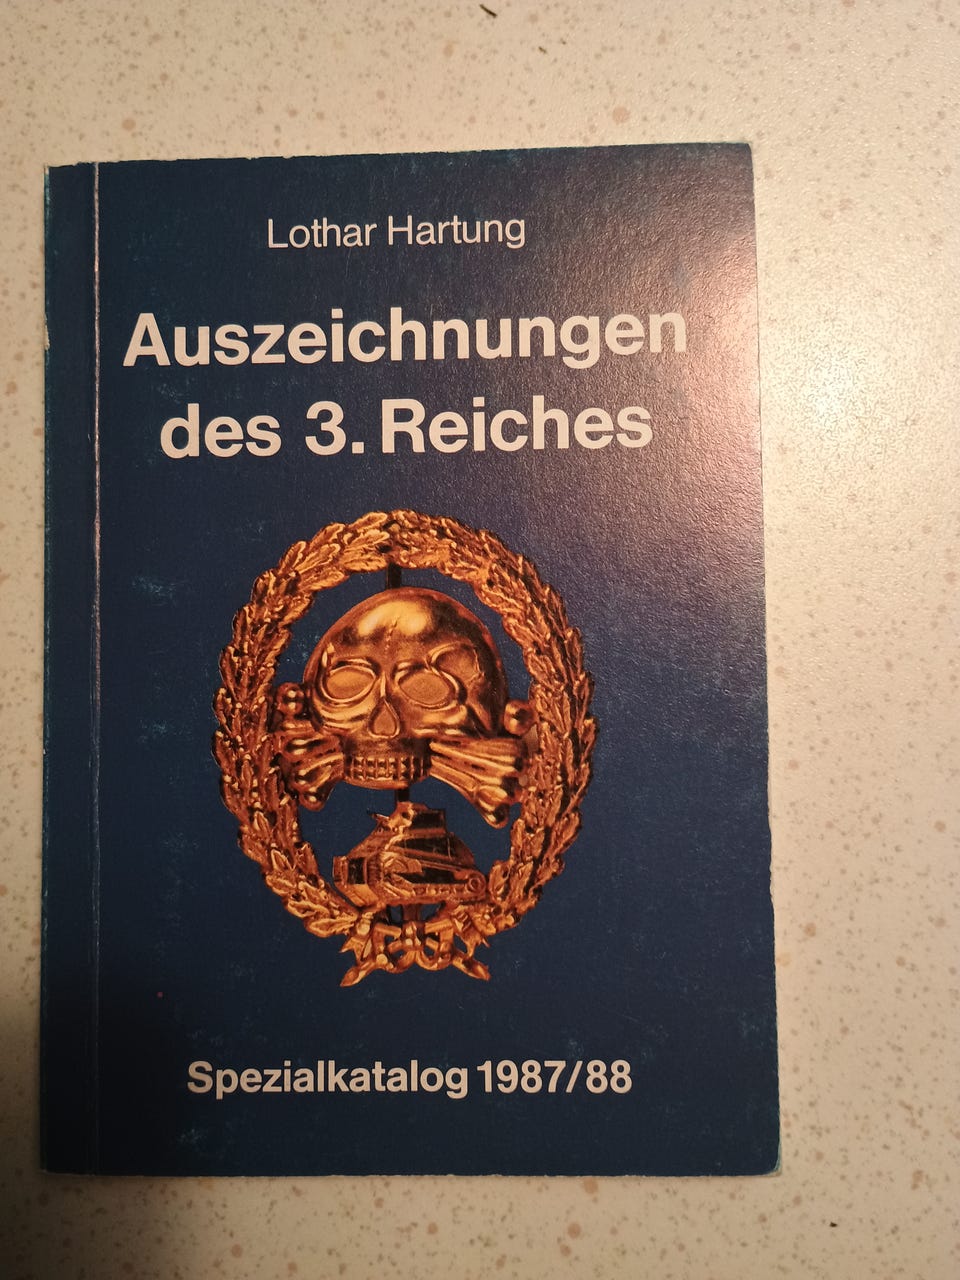 Lothar Hartung
Auszeichnungen
des 3. Reiches
Spezialkatalog 1987/88